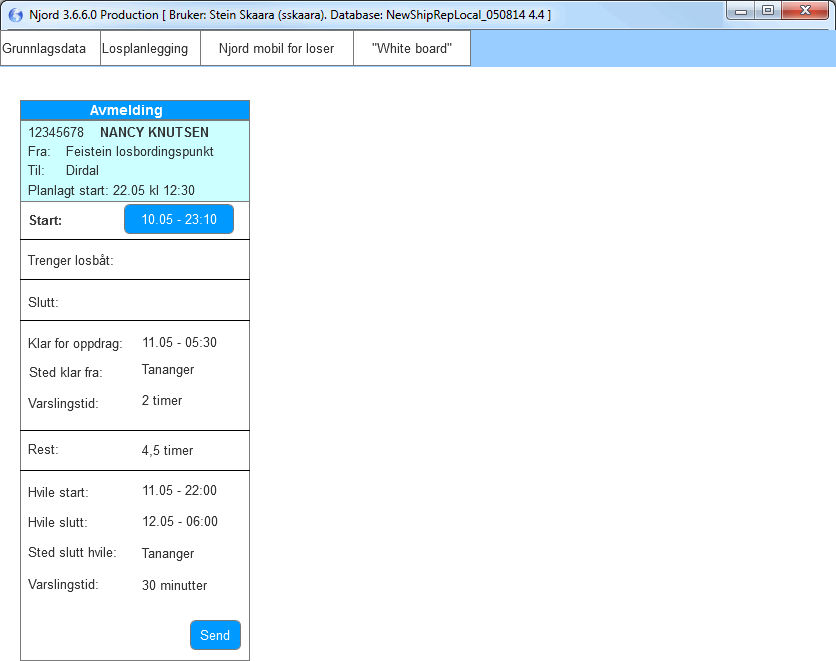 Njord 3.6.6.0 Production [ Bruker: Stein Skaara (sskaara). Database: NewShipRepLocal_050814 4.4 ]
Grunnlagsdata Losplanlegging Njord mobil for loser "White board"
Avmelding
12345678 NANCY KNUTSEN
Fra: Feistein losbordingspunkt
Til: Dirdal
Planlagt start: 22.05 kl 12:30
Start: 10.05 - 23:10
Trenger losbåt:
Slutt:
Klar for oppdrag: 11.05 - 05:30
Sted klar fra: Tananger
Varslingstid: 2 timer
Rest: 4,5 timer
Hvile start: 11.05 - 22:00
Hvile slutt: 12.05 - 06:00
Sted slutt hvile: Tananger
Varslingstid: 30 minutter
Send